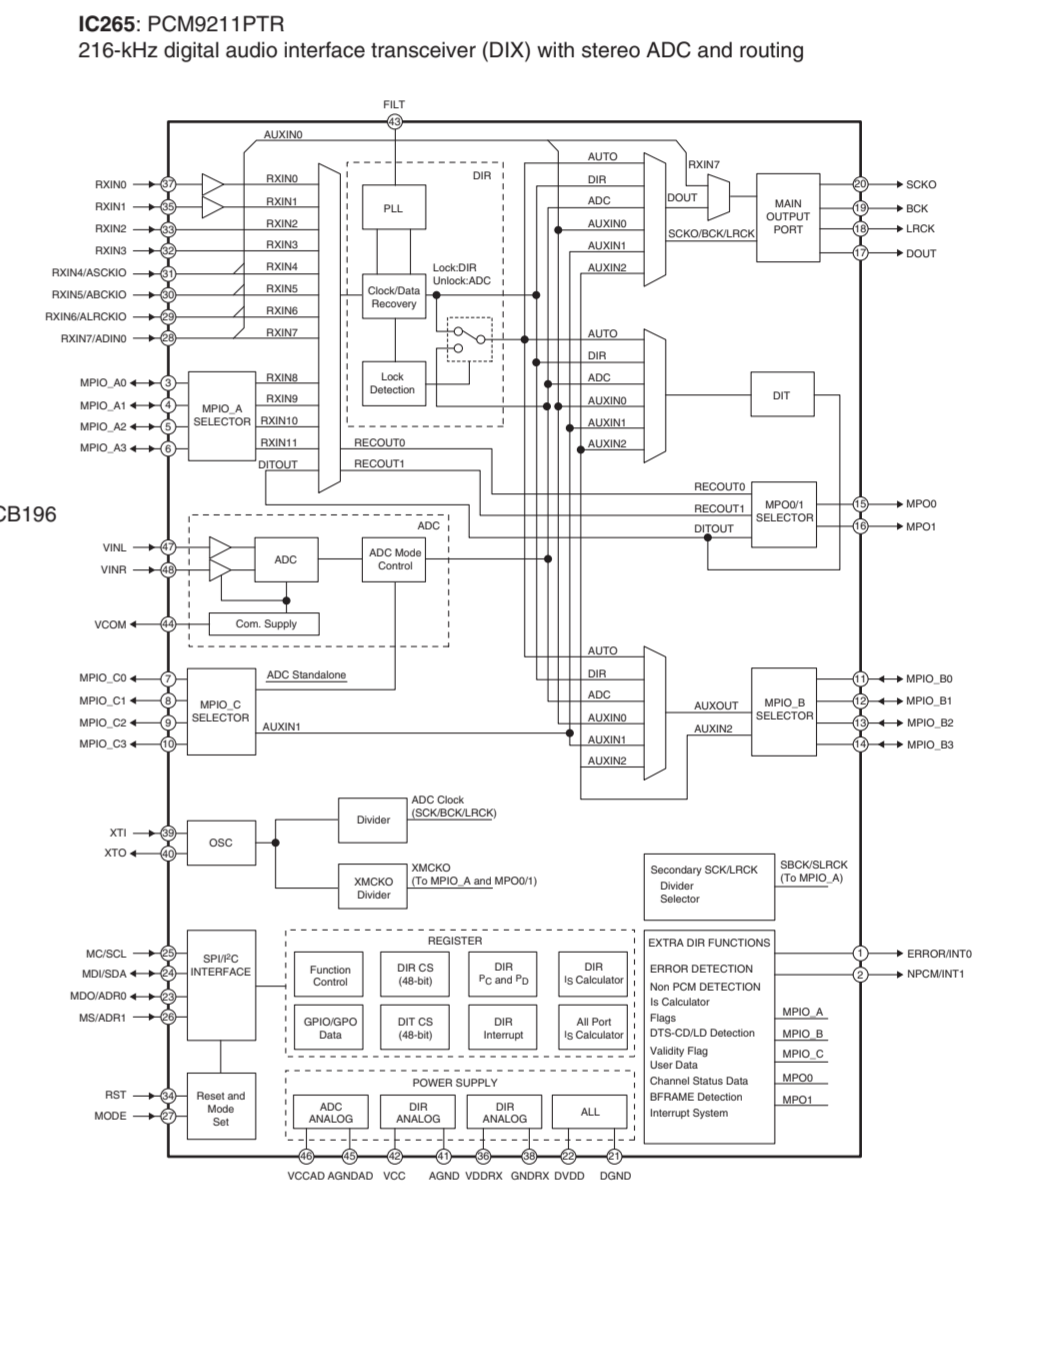 IC265: PCM9211PTR
216-kHz digital audio interface transceiver (DIX) with stereo ADC and routing
FILT
43
AUXIN0
DIR
PLL
Clock/Data
Recovery
Lock
Detection
Lock:DIR
Unlock:ADC
RXIN0
37
RXIN0
RXIN1
35
RXIN1
RXIN2
33
RXIN2
RXIN3
32
RXIN3
RXIN4/ASCKIO
31
RXIN4
RXIN5/ABCKIO
30
RXIN5
RXIN6/ALRCKIO
29
RXIN6
RXIN7/ADIN0
28
RXIN7
MPIO_A0
3
RXIN8
MPIO_A1
4
RXIN9
MPIO_A2
5
RXIN10
MPIO_A3
6
RXIN11
MPIO_A
SELECTOR
DITOUT
RECOUT0
RECOUT1
AUTO
DIR
ADC
AUXIN0
AUXIN1
AUXIN2
RXIN7
DOUT
SCKO/BCK/LRCK
MAIN
OUTPUT
PORT
20
SCKO
19
BCK
18
LRCK
17
DOUT
AUTO
DIR
ADC
AUXIN0
AUXIN1
AUXIN2
DIT
RECOUT0
RECOUT1
DITOUT
MPO0/1
SELECTOR
15
MPO0
16
MPO1
CB196
ADC
VINL
47
VINR
48
ADC
ADC Mode
Control
VCOM
44
Com. Supply
MPIO_C0
7
MPIO_C1
8
MPIO_C2
9
MPIO_C3
10
MPIO_C
SELECTOR
ADC Standalone
AUXIN1
AUTO
DIR
ADC
AUXIN0
AUXIN1
AUXIN2
AUXOUT
AUXIN2
MPIO_B
SELECTOR
11
MPIO_B0
12
MPIO_B1
13
MPIO_B2
14
MPIO_B3
XTI
39
XTO
40
OSC
Divider
ADC Clock
(SCK/BCK/LRCK)
XMCKO
Divider
XMCKO
(To MPIO_A and MPO0/1)
Secondary SCK/LRCK
Divider
Selector
SBCK/SLRCK
(To MPIO_A)
MC/SCL
25
MDI/SDA
24
MDO/ADR0
23
MS/ADR1
26
SPI/I²C
INTERFACE
REGISTER
Function
Control
DIR CS
(48-bit)
DIR
PC and PD
DIR
IS Calculator
GPIO/GPO
Data
DIT CS
(48-bit)
DIR
Interrupt
All Port
IS Calculator
EXTRA DIR FUNCTIONS
ERROR DETECTION
Non PCM DETECTION
Is Calculator
Flags
DTS-CD/LD Detection
Validity Flag
User Data
Channel Status Data
BFRAME Detection
Interrupt System
1
ERROR/INT0
2
NPCM/INT1
MPIO_A
MPIO_B
MPIO_C
MPO0
MPO1
RST
34
MODE
27
Reset and
Mode
Set
POWER SUPPLY
ADC
ANALOG
DIR
ANALOG
DIR
ANALOG
ALL
46
45
42
41
36
38
22
21
VCCAD AGNDAD VCC AGND VDDRX GNDRX DVDD DGND